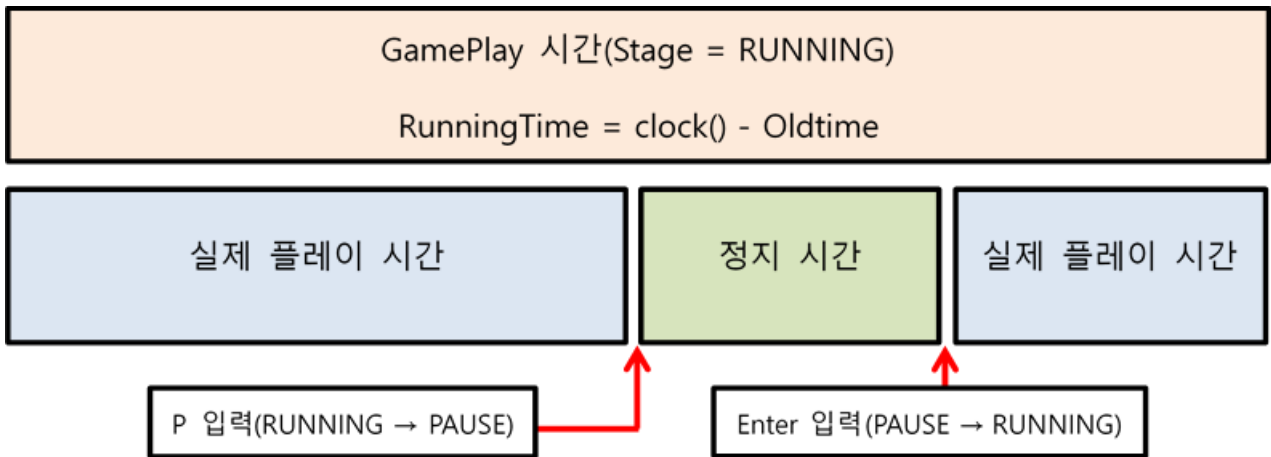 GamePlay 시간(Stage = RUNNING)
RunningTime = clock() - Oldtime
실제 플레이 시간
정지 시간
실제 플레이 시간
P 입력(RUNNING → PAUSE)
Enter 입력(PAUSE → RUNNING)